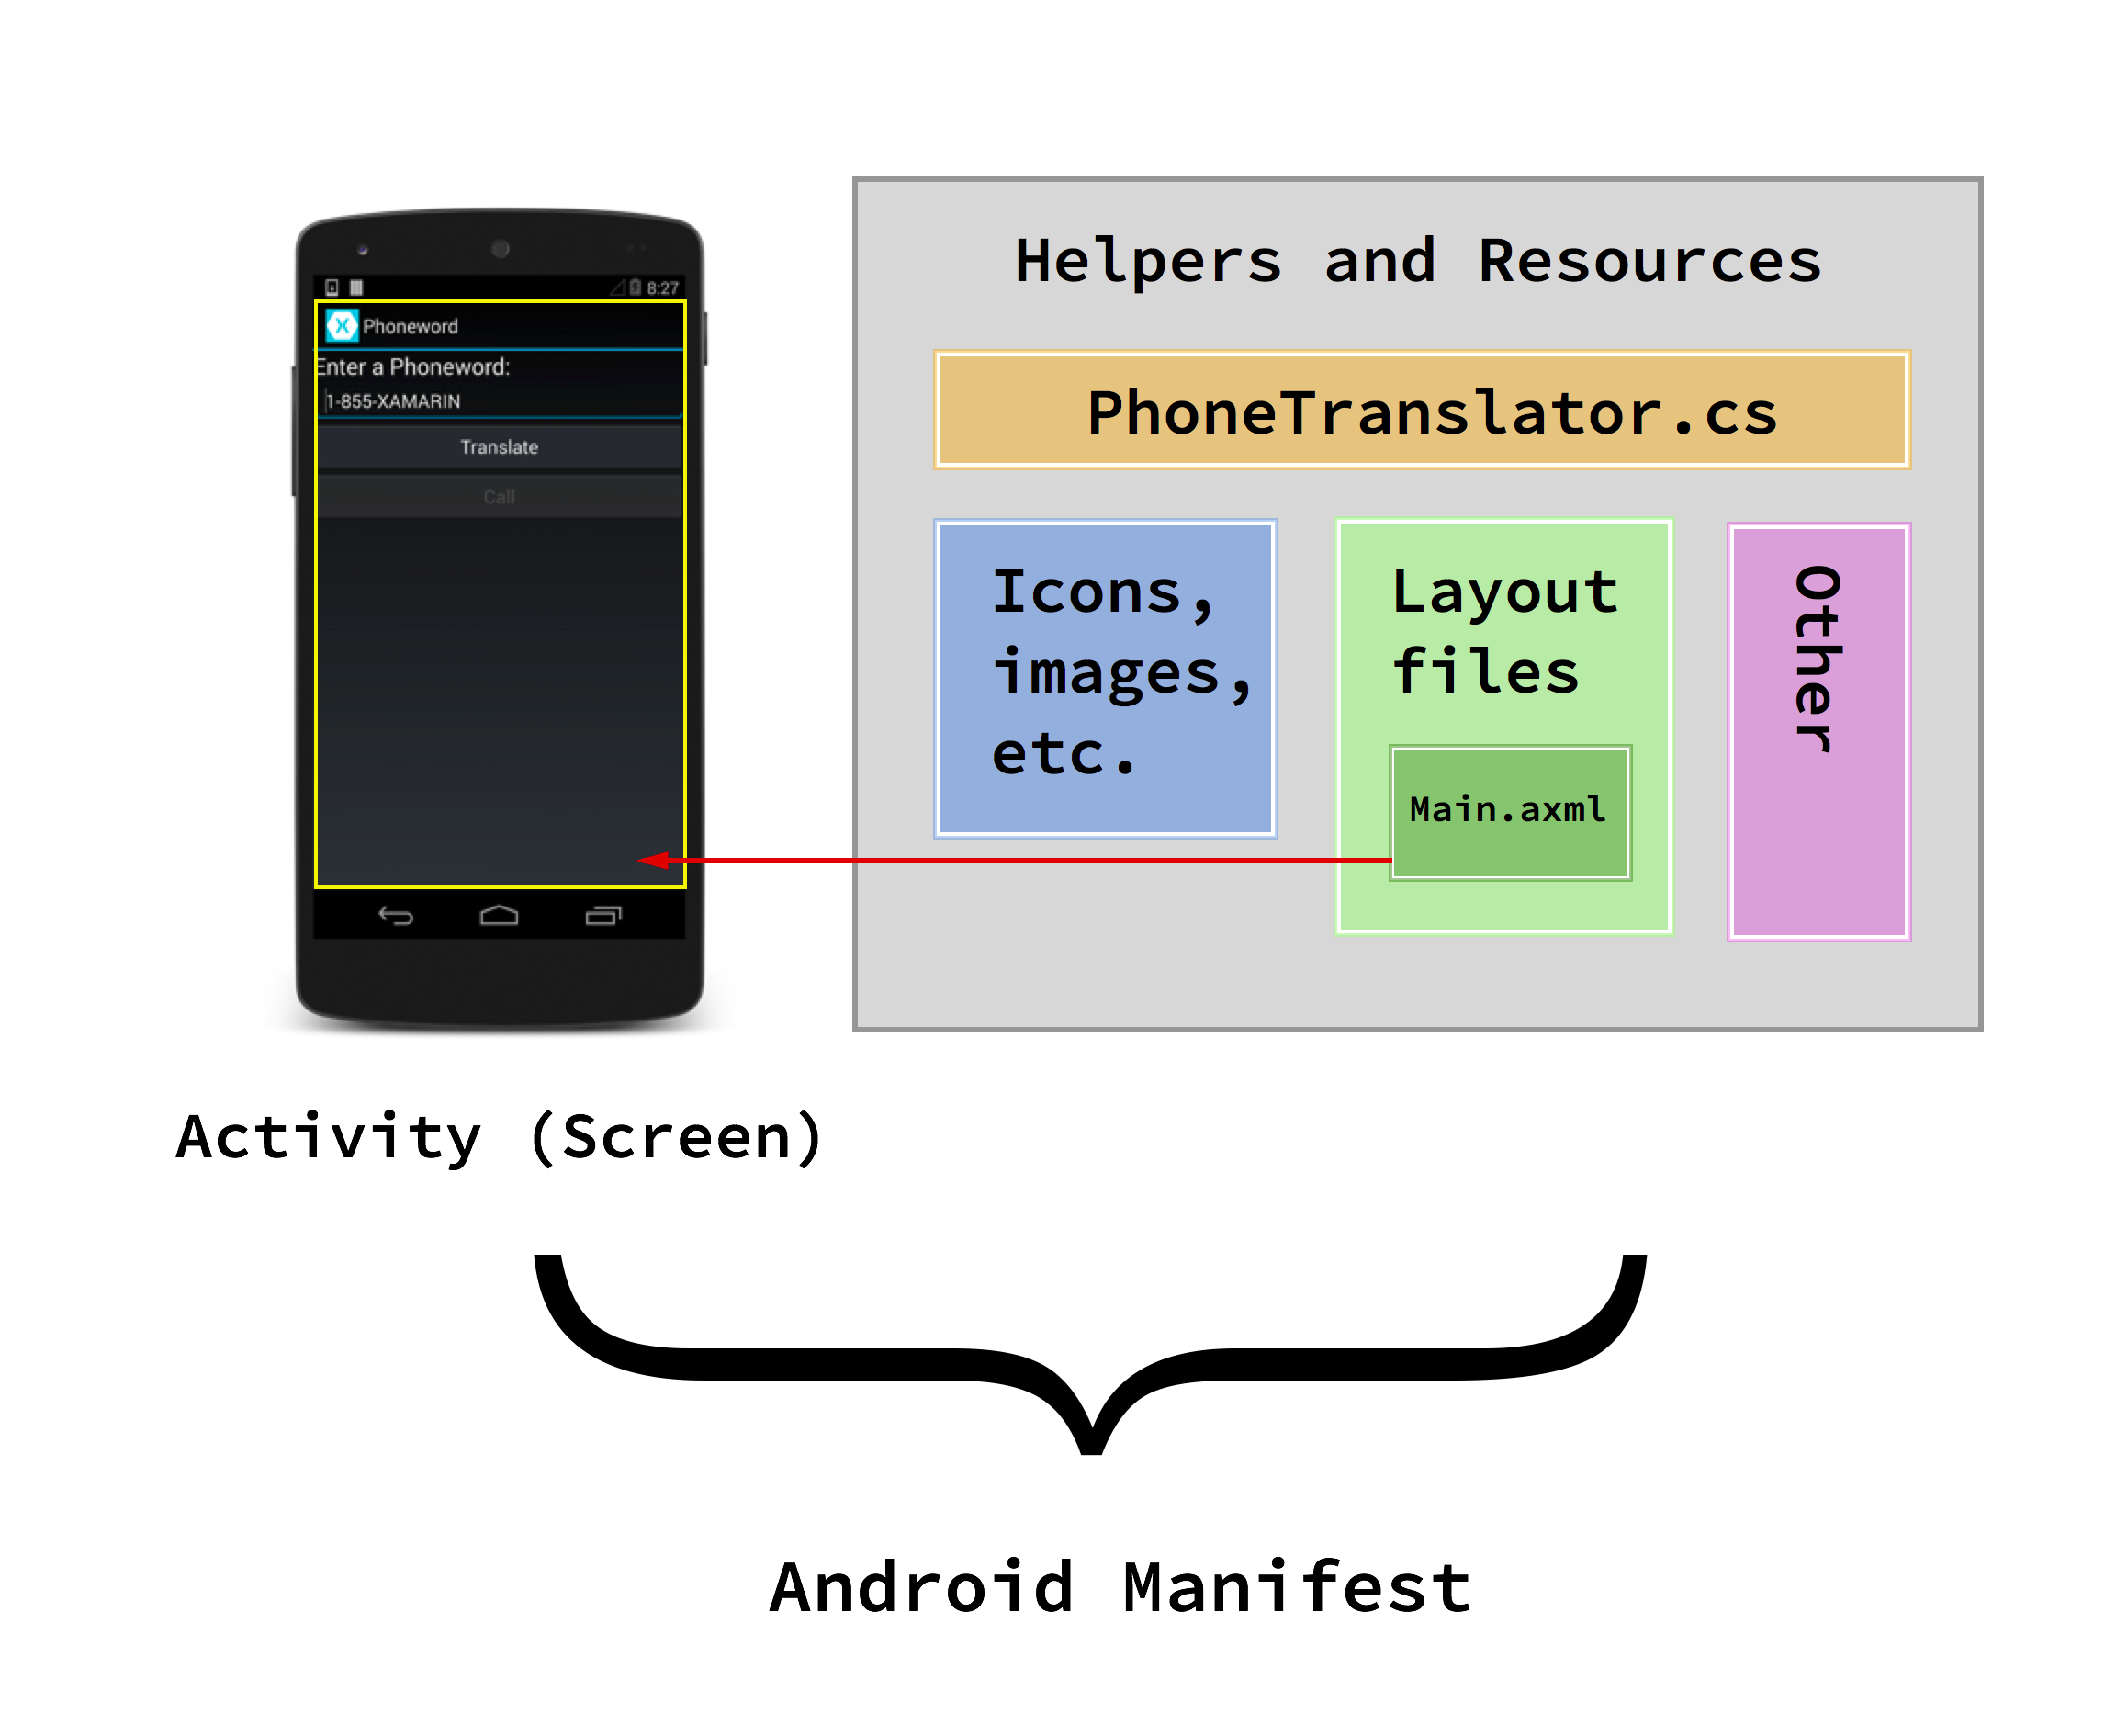 8:27
X Phoneword
Enter a Phoneword:
1-855-XAMARIN
Translate
Call
Activity (Screen)
Helpers and Resources
PhoneTranslator.cs
Icons,
images,
etc.
Layout
files
Main.axml
Other
Android Manifest